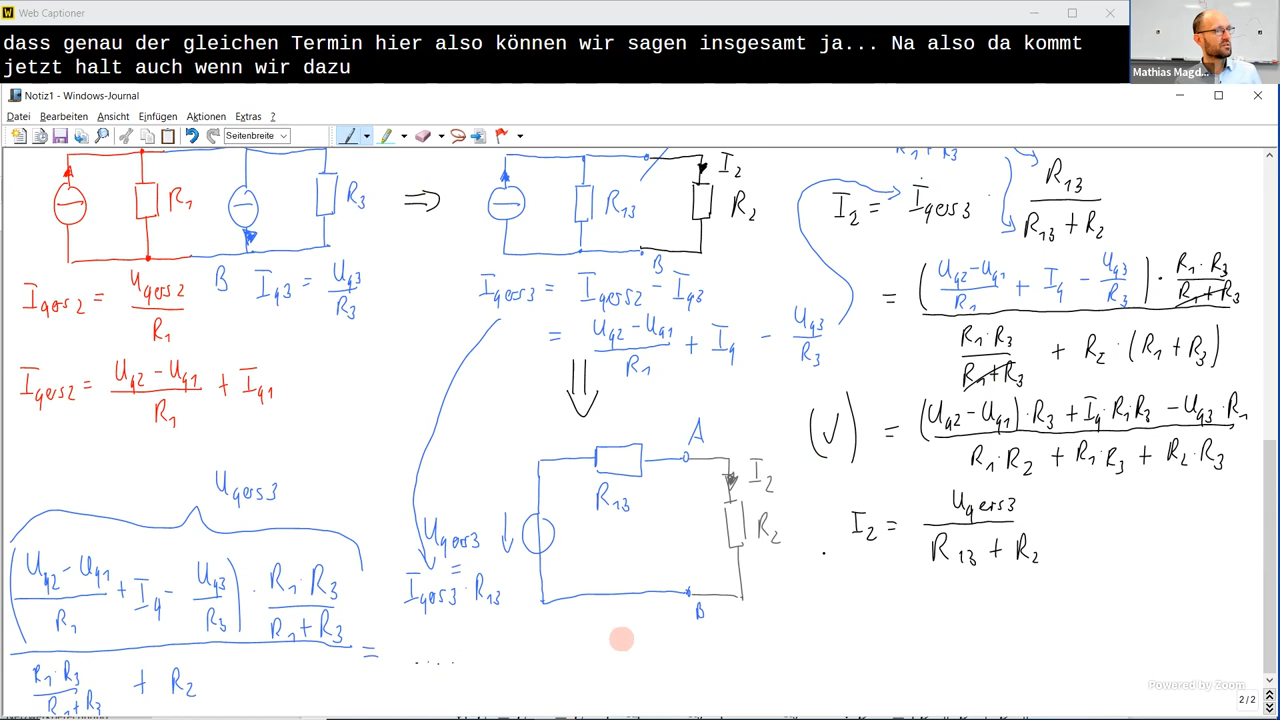 Web Captioner
dass genau der gleichen Termin hier also können wir sagen insgesamt ja... Na also da kommt
jetzt halt auch wenn wir dazu
Mathias Magd...
Notiz1 - Windows-Journal
Datei Bearbeiten Ansicht Einfügen Aktionen Extras ?
Seitenbreite
R1
R3
⇒
R13
I2
R2
B
I2 = Iqers3 · R13 / (R13 + R2)
Iqers2 = Uqers2 / R1
B
Iq3 = Uq3 / R3
Iqers3 = Iqers2 - Iq3
= (Uq2 - Uq1) / R1 + Iq - Uq3 / R3
= ((Uq2 - Uq1) / R1 + Iq - Uq3 / R3) · R1 · R3 / (R1 + R3)
R1 · R3 / (R1 + R3) + R2 · (R1 + R3)
Iqers2 = (Uq2 - Uq1) / R1 + Iq1
(√) = ((Uq2 - Uq1) · R3 + Iq · R1 · R3 - Uq3 · R1) / (R1 · R2 + R1 · R3 + R2 · R3)
A
R13
I2
R2
Uqers3
=
Iqers3 · R13
B
I2 = Uqers3 / (R13 + R2)
Uqers3
((Uq2 - Uq1) / R1 + Iq - Uq3 / R3) · R1 · R3 / (R1 + R3)
R1 · R3 / (R1 + R3) + R2
= ....
Powered by Zoom
2 / 2